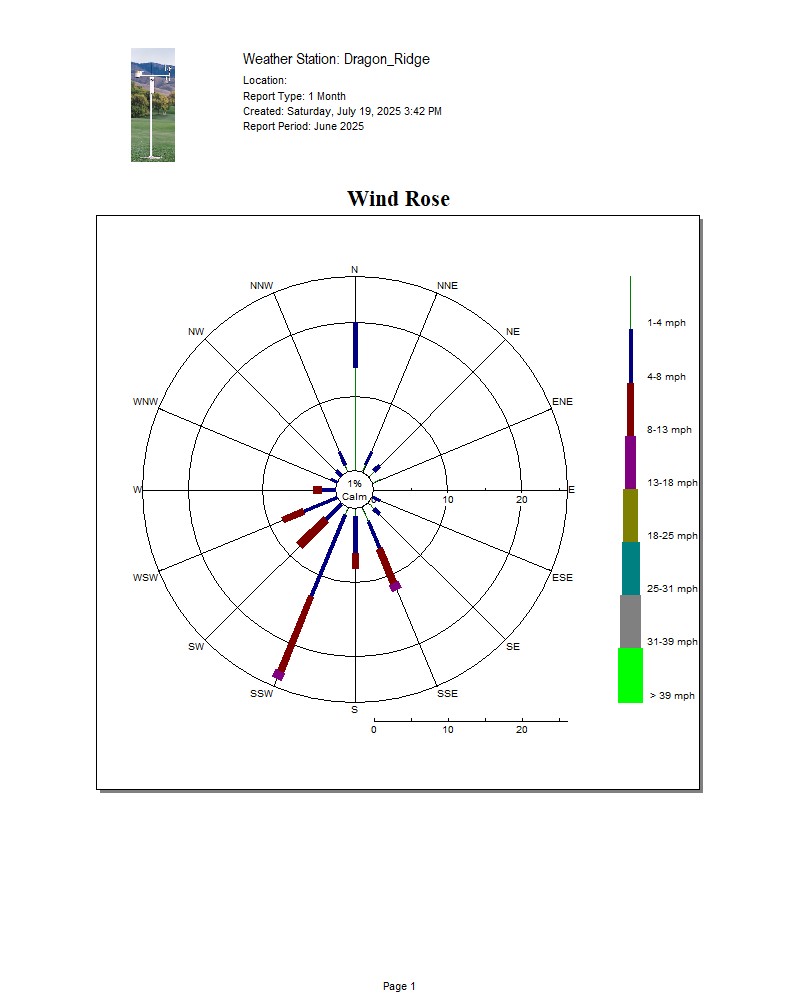 Weather Station: Dragon_Ridge
Location:
Report Type: 1 Month
Created: Saturday, July 19, 2025 3:42 PM
Report Period: June 2025
Wind Rose
N
NNW
NNE
NW
NE
1-4 mph
4-8 mph
WNW
ENE
8-13 mph
13-18 mph
1%
W
E
Calm
0
10
20
18-25 mph
WSW
ESE
25-31 mph
SW
SE
31-39 mph
SSW
SSE
> 39 mph
S
0
10
20
Page 1